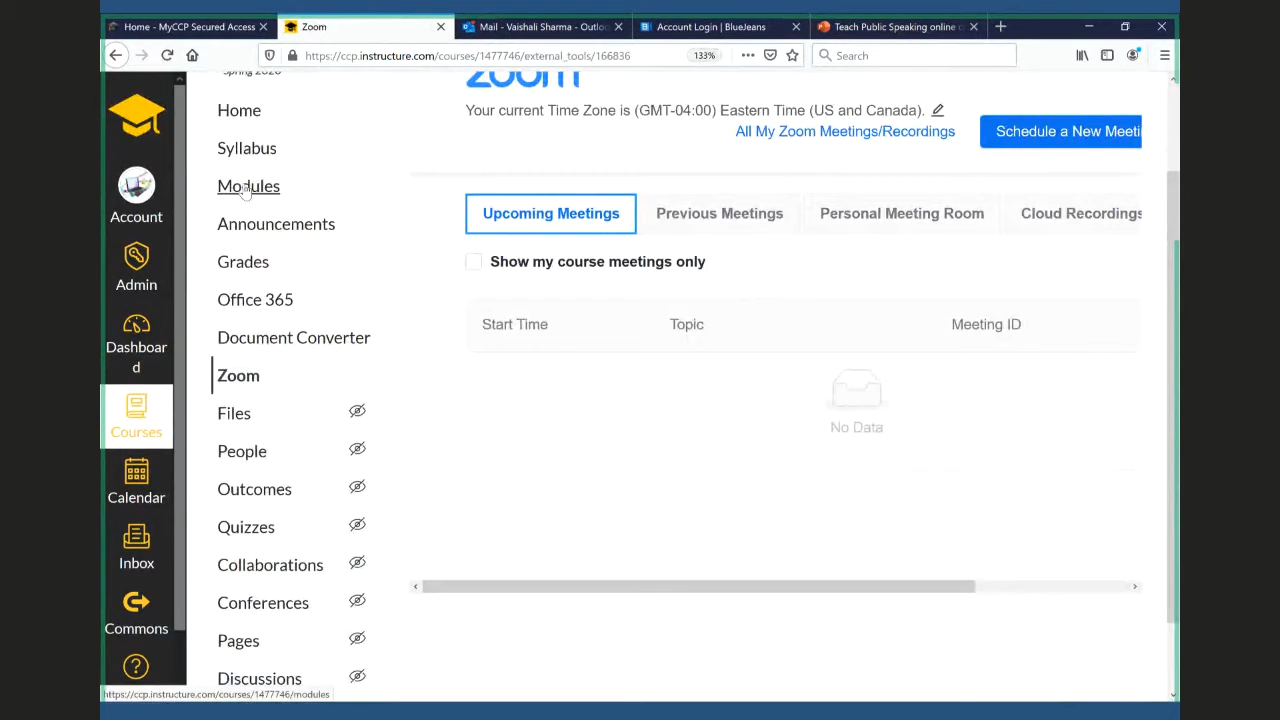 Home - MyCCP Secured Access
Zoom
Mail - Vaishali Sharma - Outloo
Account Login | BlueJeans
Teach Public Speaking online c
https://ccp.instructure.com/courses/1477746/external_tools/166836
133%
Search
Spring 2020
zoom
Your current Time Zone is (GMT-04:00) Eastern Time (US and Canada).
All My Zoom Meetings/Recordings
Schedule a New Meeti
Upcoming Meetings
Previous Meetings
Personal Meeting Room
Cloud Recordings
Show my course meetings only
Start Time
Topic
Meeting ID
No Data
Account
Admin
Dashboar
d
Courses
Calendar
Inbox
Commons
Home
Syllabus
Modules
Announcements
Grades
Office 365
Document Converter
Zoom
Files
People
Outcomes
Quizzes
Collaborations
Conferences
Pages
Discussions
https://ccp.instructure.com/courses/1477746/modules